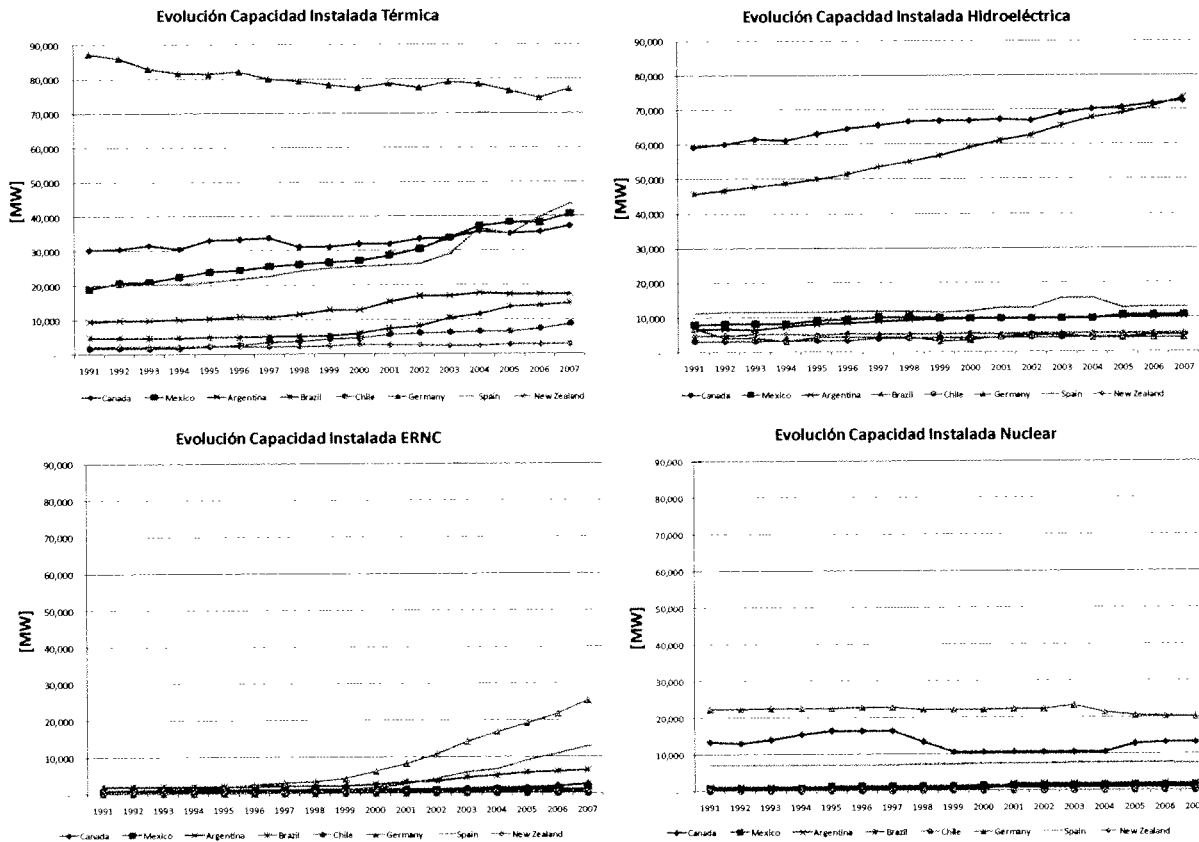 Evolución Capacidad Instalada Térmica
90,000
80,000
70,000
60,000
50,000
40,000
30,000
20,000
10,000
-
[MW]
1991 1992 1993 1994 1995 1996 1997 1998 1999 2000 2001 2002 2003 2004 2005 2006 2007
Canada Mexico Argentina Brazil Chile Germany Spain New Zealand
Evolución Capacidad Instalada Hidroeléctrica
90,000
80,000
70,000
60,000
50,000
40,000
30,000
20,000
10,000
-
[MW]
1991 1992 1993 1994 1995 1996 1997 1998 1999 2000 2001 2002 2003 2004 2005 2006 2007
Canada Mexico Argentina Brazil Chile Germany Spain New Zealand
Evolución Capacidad Instalada ERNC
90,000
80,000
70,000
60,000
50,000
40,000
30,000
20,000
10,000
-
[MW]
1991 1992 1993 1994 1995 1996 1997 1998 1999 2000 2001 2002 2003 2004 2005 2006 2007
Canada Mexico Argentina Brazil Chile Germany Spain New Zealand
Evolución Capacidad Instalada Nuclear
90,000
80,000
70,000
60,000
50,000
40,000
30,000
20,000
10,000
-
[MW]
1991 1992 1993 1994 1995 1996 1997 1998 1999 2000 2001 2002 2003 2004 2005 2006 200
Canada Mexico Argentina Brazil Chile Germany Spain New Zealand